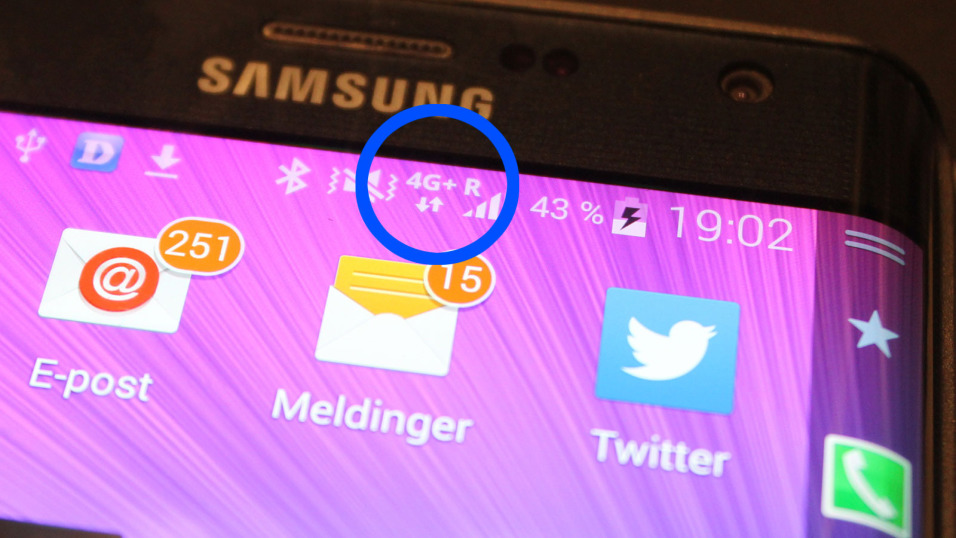 SAMSUNG
D 4G+ R 43 % 19:02
251
15
@
E-post
Meldinger
Twitter